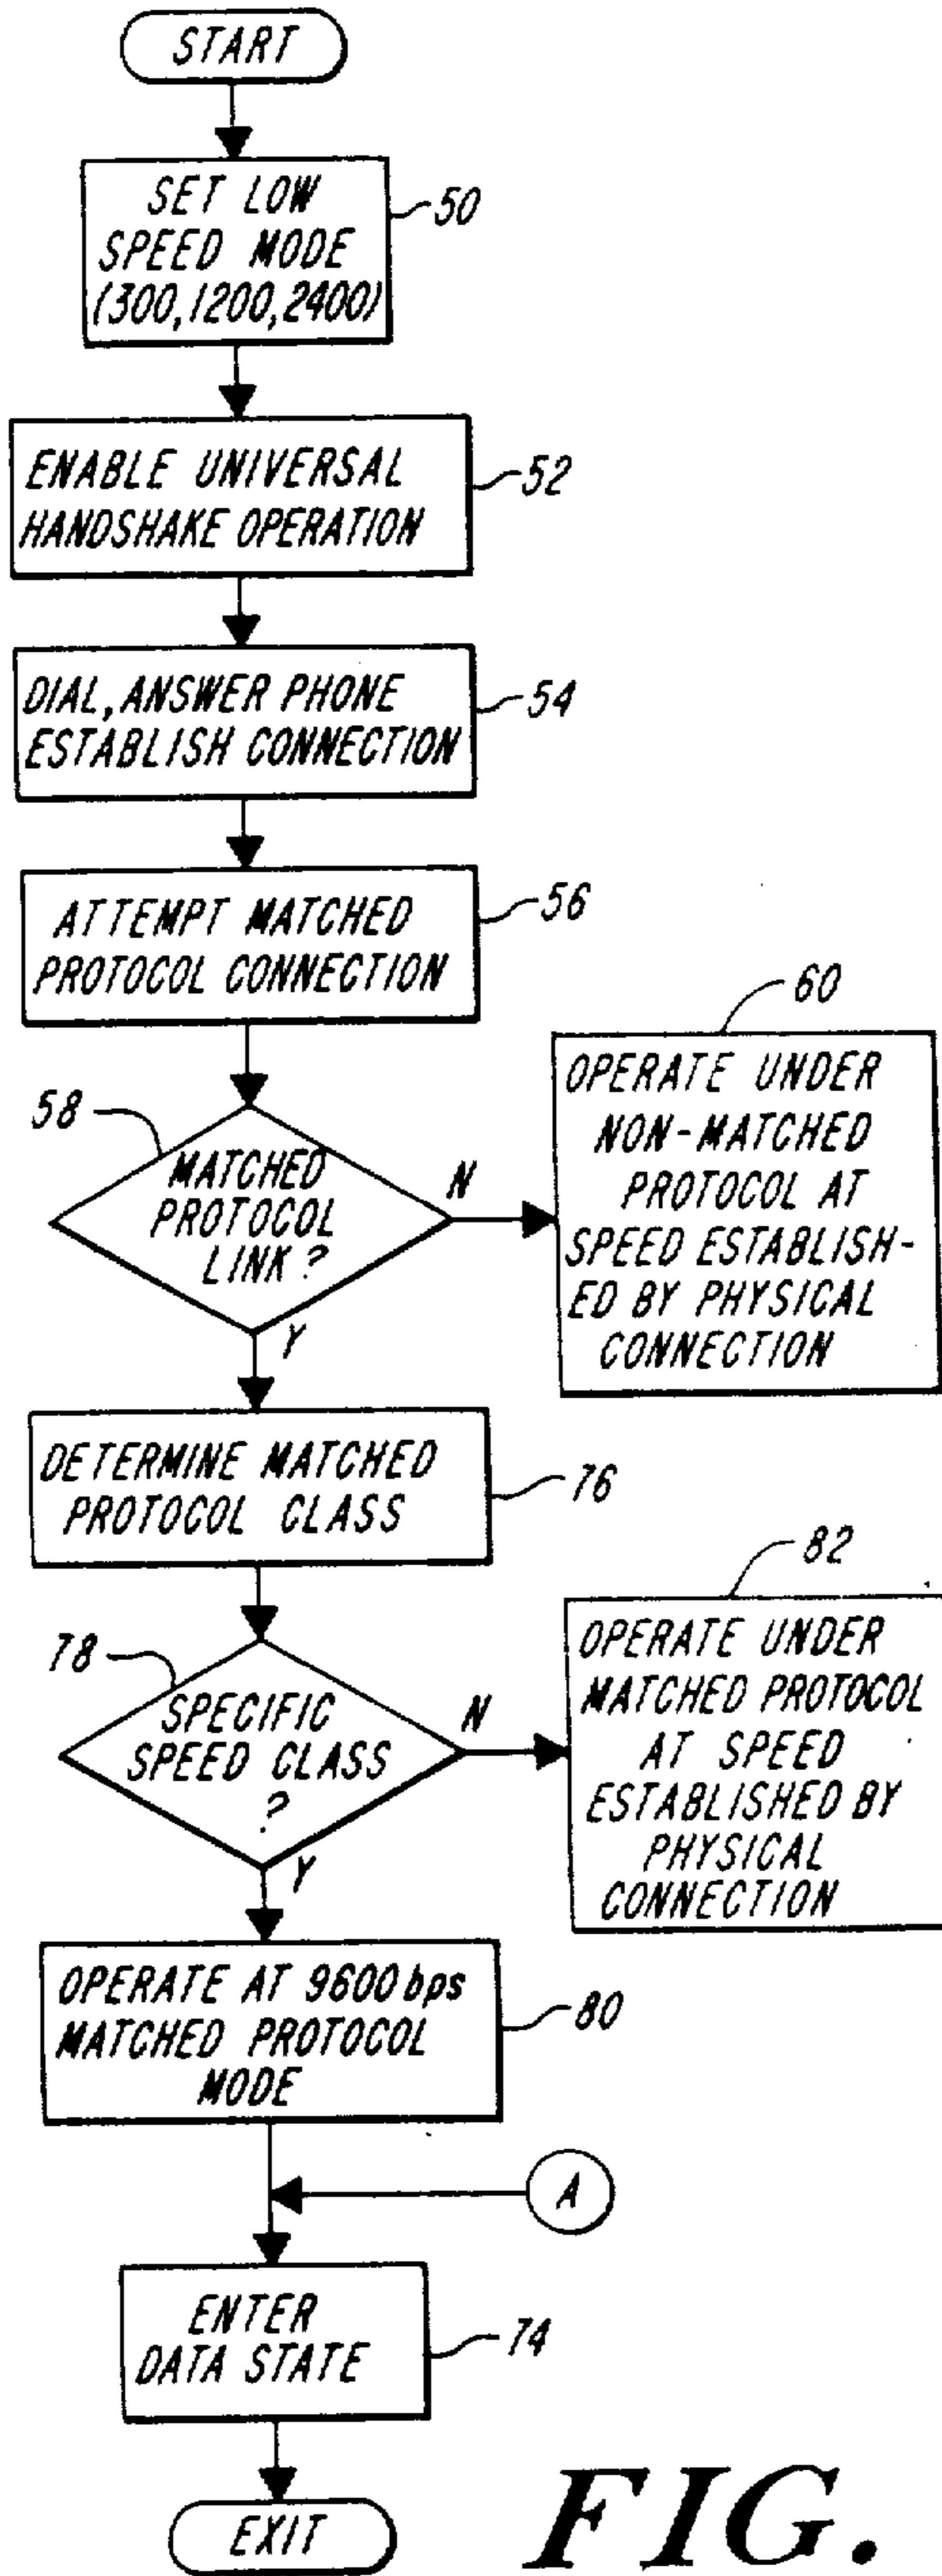 START
SET LOW
SPEED MODE
(300,1200,2400)
50
ENABLE UNIVERSAL
HANDSHAKE OPERATION
52
DIAL, ANSWER PHONE
ESTABLISH CONNECTION
54
ATTEMPT MATCHED
PROTOCOL CONNECTION
56
58
MATCHED
PROTOCOL
LINK?
N
Y
60
OPERATE UNDER
NON-MATCHED
PROTOCOL AT
SPEED ESTABLISH-
ED BY PHYSICAL
CONNECTION
DETERMINE MATCHED
PROTOCOL CLASS
76
78
SPECIFIC
SPEED CLASS
?
N
Y
82
OPERATE UNDER
MATCHED PROTOCOL
AT SPEED
ESTABLISHED BY
PHYSICAL
CONNECTION
OPERATE AT 9600 bps
MATCHED PROTOCOL
MODE
80
A
ENTER
DATA STATE
74
EXIT
FIG.